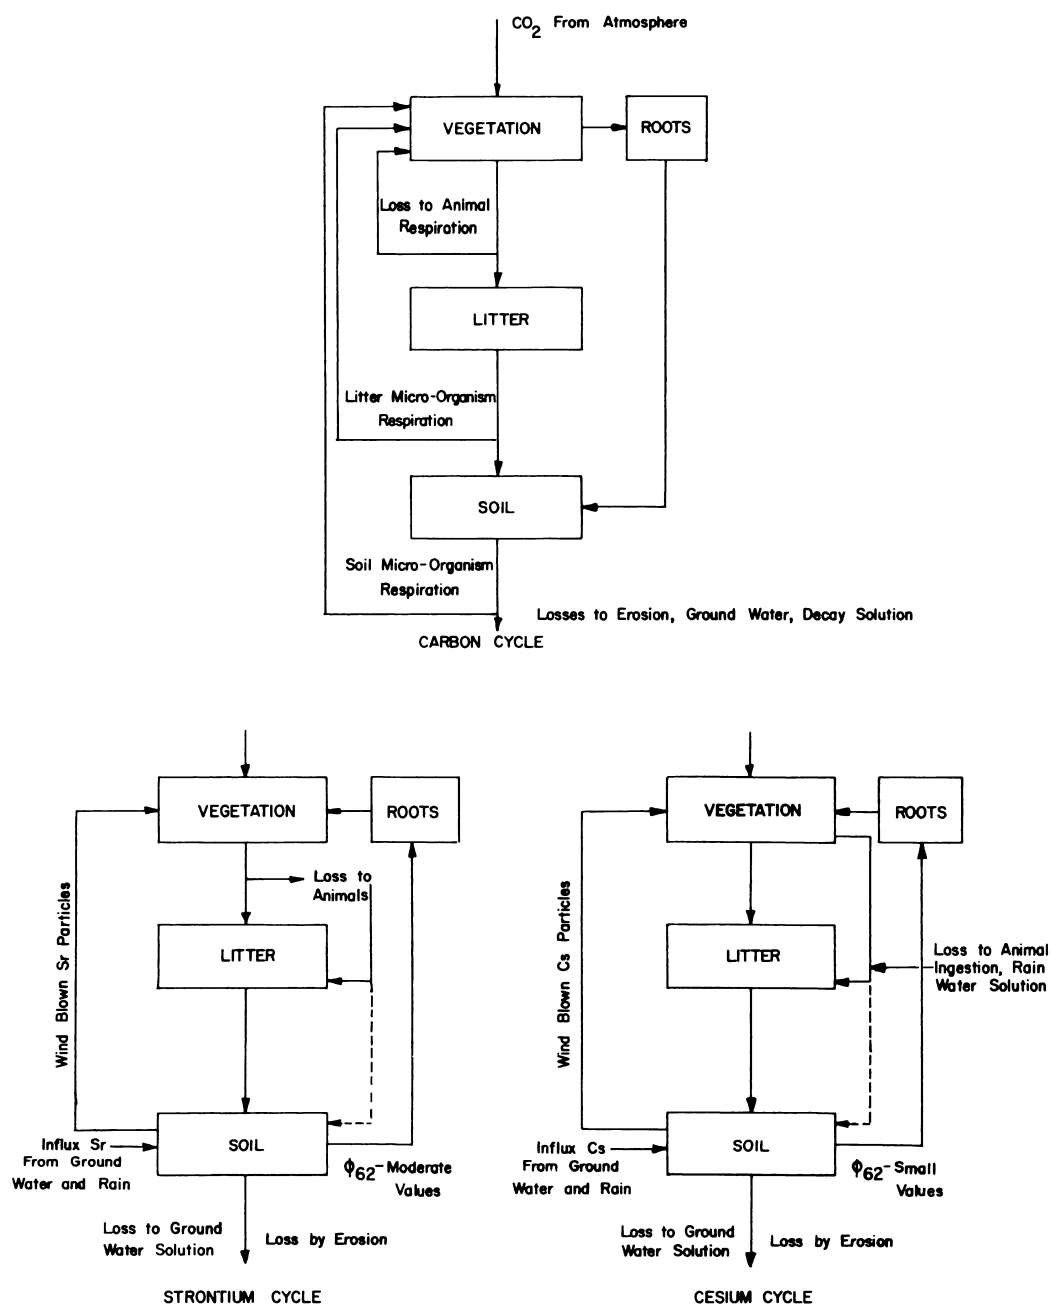 CO2 From Atmosphere
VEGETATION
ROOTS
Loss to Animal
Respiration
LITTER
Litter Micro-Organism
Respiration
SOIL
Soil Micro-Organism
Respiration
Losses to Erosion, Ground Water, Decay Solution
CARBON CYCLE
VEGETATION
ROOTS
Loss to
Animals
Wind Blown Sr Particles
LITTER
SOIL
Influx Sr
From Ground
Water and Rain
ϕ62-Moderate
Values
Loss to Ground
Water Solution
Loss by Erosion
STRONTIUM CYCLE
VEGETATION
ROOTS
Wind Blown Cs Particles
LITTER
Loss to Animal
Ingestion, Rain
Water Solution
SOIL
Influx Cs
From Ground
Water and Rain
ϕ62-Small
Values
Loss to Ground
Water Solution
Loss by Erosion
CESIUM CYCLE